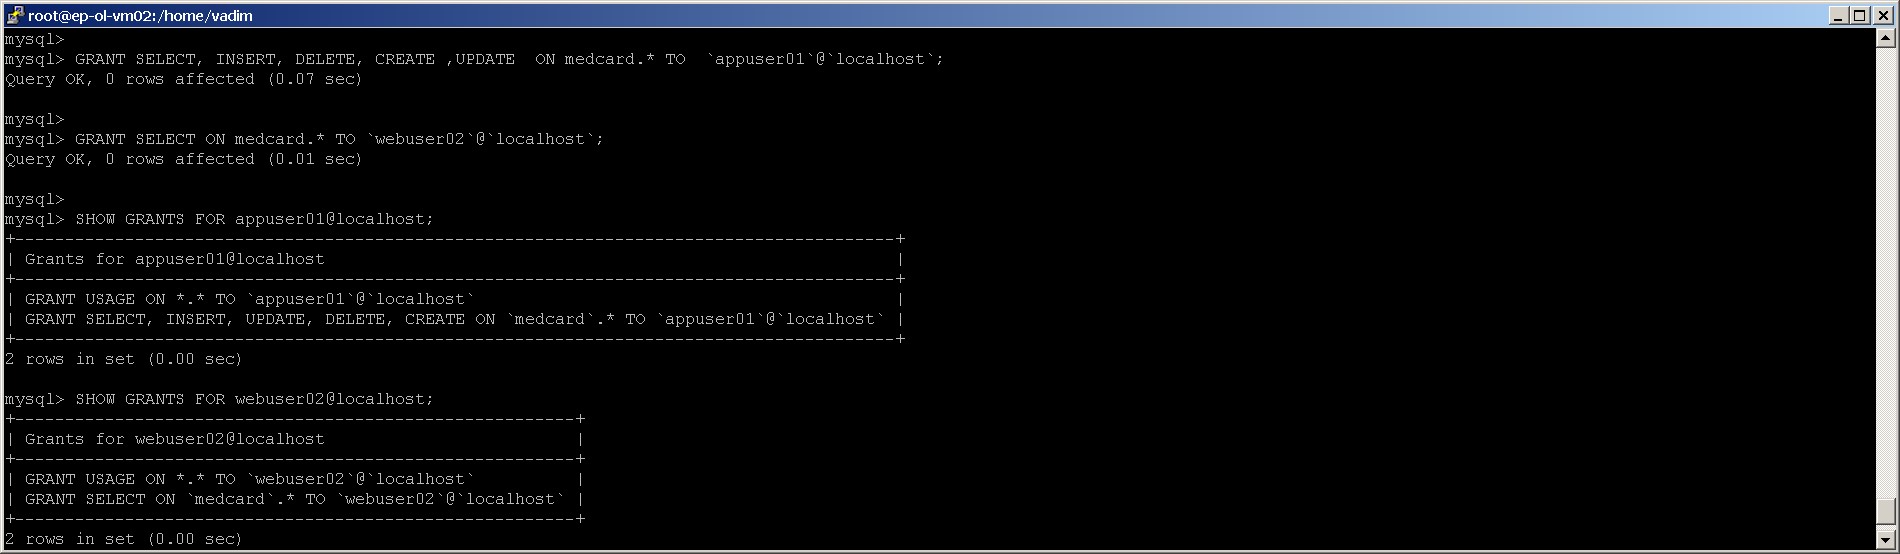 root@ep-ol-vm02:/home/vadim
mysql>
mysql> GRANT SELECT, INSERT, DELETE, CREATE ,UPDATE  ON medcard.* TO  `appuser01`@`localhost`;
Query OK, 0 rows affected (0.07 sec)
mysql>
mysql> GRANT SELECT ON medcard.* TO `webuser02`@`localhost`;
Query OK, 0 rows affected (0.01 sec)
mysql>
mysql> SHOW GRANTS FOR appuser01@localhost;
+----------------------------------------------------------------------------------------+
| Grants for appuser01@localhost                                                         |
+----------------------------------------------------------------------------------------+
| GRANT USAGE ON *.* TO `appuser01`@`localhost`                                          |
| GRANT SELECT, INSERT, UPDATE, DELETE, CREATE ON `medcard`.* TO `appuser01`@`localhost` |
+----------------------------------------------------------------------------------------+
2 rows in set (0.00 sec)
mysql> SHOW GRANTS FOR webuser02@localhost;
+--------------------------------------------------------+
| Grants for webuser02@localhost                         |
+--------------------------------------------------------+
| GRANT USAGE ON *.* TO `webuser02`@`localhost`          |
| GRANT SELECT ON `medcard`.* TO `webuser02`@`localhost` |
+--------------------------------------------------------+
2 rows in set (0.00 sec)